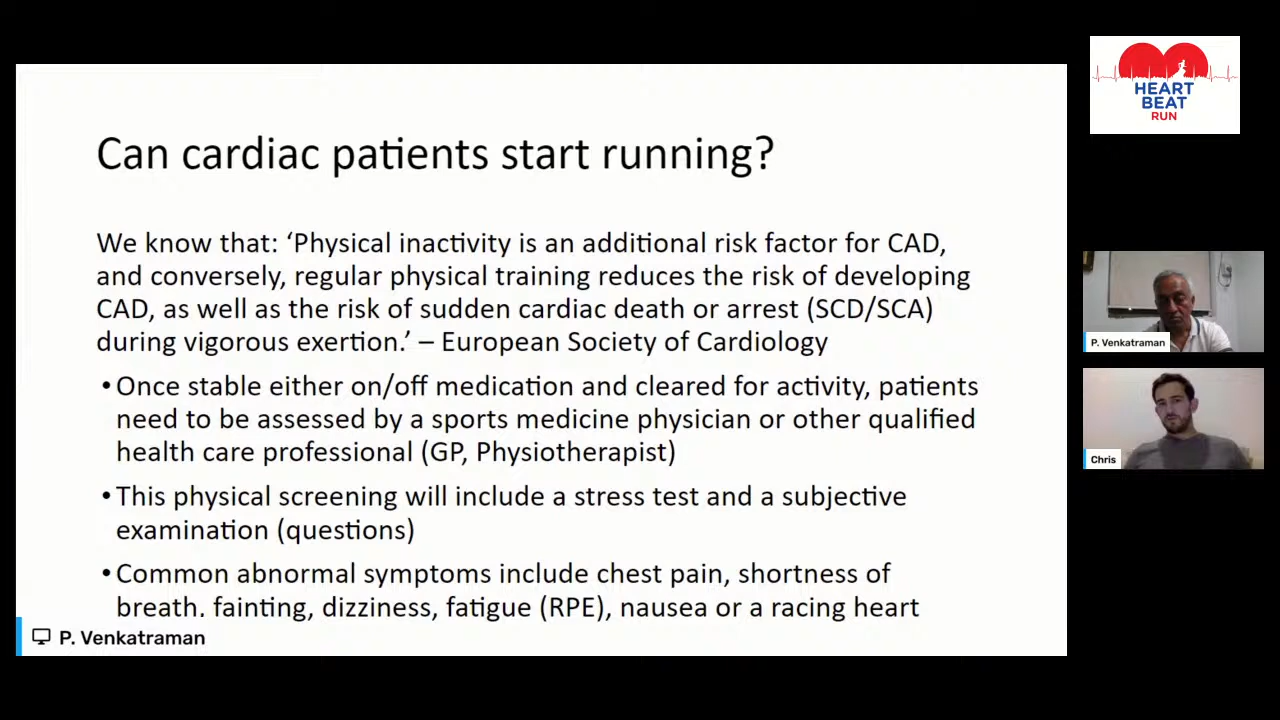 Can cardiac patients start running?
We know that: ‘Physical inactivity is an additional risk factor for CAD,
and conversely, regular physical training reduces the risk of developing
CAD, as well as the risk of sudden cardiac death or arrest (SCD/SCA)
during vigorous exertion.’ – European Society of Cardiology
•Once stable either on/off medication and cleared for activity, patients
need to be assessed by a sports medicine physician or other qualified
health care professional (GP, Physiotherapist)
•This physical screening will include a stress test and a subjective
examination (questions)
•Common abnormal symptoms include chest pain, shortness of
breath. fainting, dizziness, fatigue (RPE), nausea or a racing heart
P. Venkatraman
HEART
BEAT
RUN
P. Venkatraman
Chris